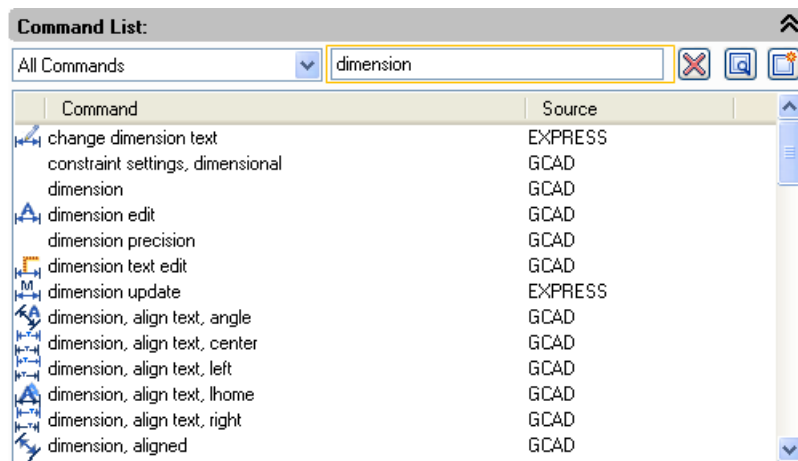 Command List:
All Commands dimension
Command Source
change dimension text EXPRESS
constraint settings, dimensional GCAD
dimension GCAD
dimension edit GCAD
dimension precision GCAD
dimension text edit GCAD
dimension update EXPRESS
dimension, align text, angle GCAD
dimension, align text, center GCAD
dimension, align text, left GCAD
dimension, align text, lhome GCAD
dimension, align text, right GCAD
dimension, aligned GCAD